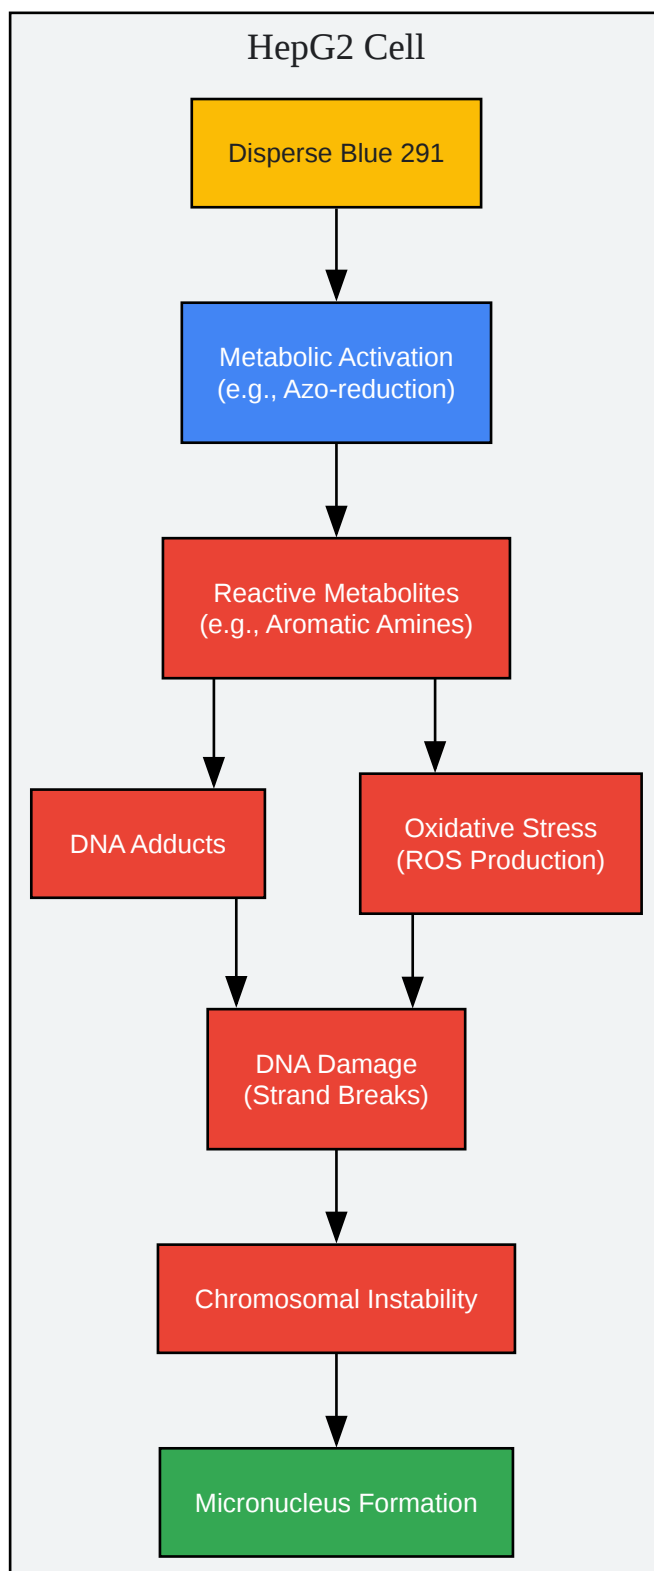 HepG2 Cell
Disperse Blue 291
Metabolic Activation
(e.g., Azo-reduction)
Reactive Metabolites
(e.g., Aromatic Amines)
DNA Adducts
Oxidative Stress
(ROS Production)
DNA Damage
(Strand Breaks)
Chromosomal Instability
Micronucleus Formation